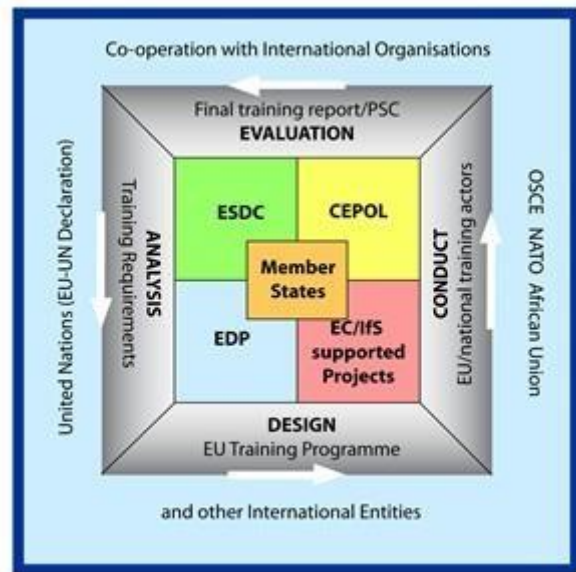 Co-operation with International Organisations
Final training report/PSC
EVALUATION
United Nations (EU-UN Declaration)
Training Requirements
ANALYSIS
ESDC
CEPOL
Member
States
EDP
EC/IfS
supported
Projects
CONDUCT
EU/national training actors
OSCE NATO African Union
DESIGN
EU Training Programme
and other International Entities